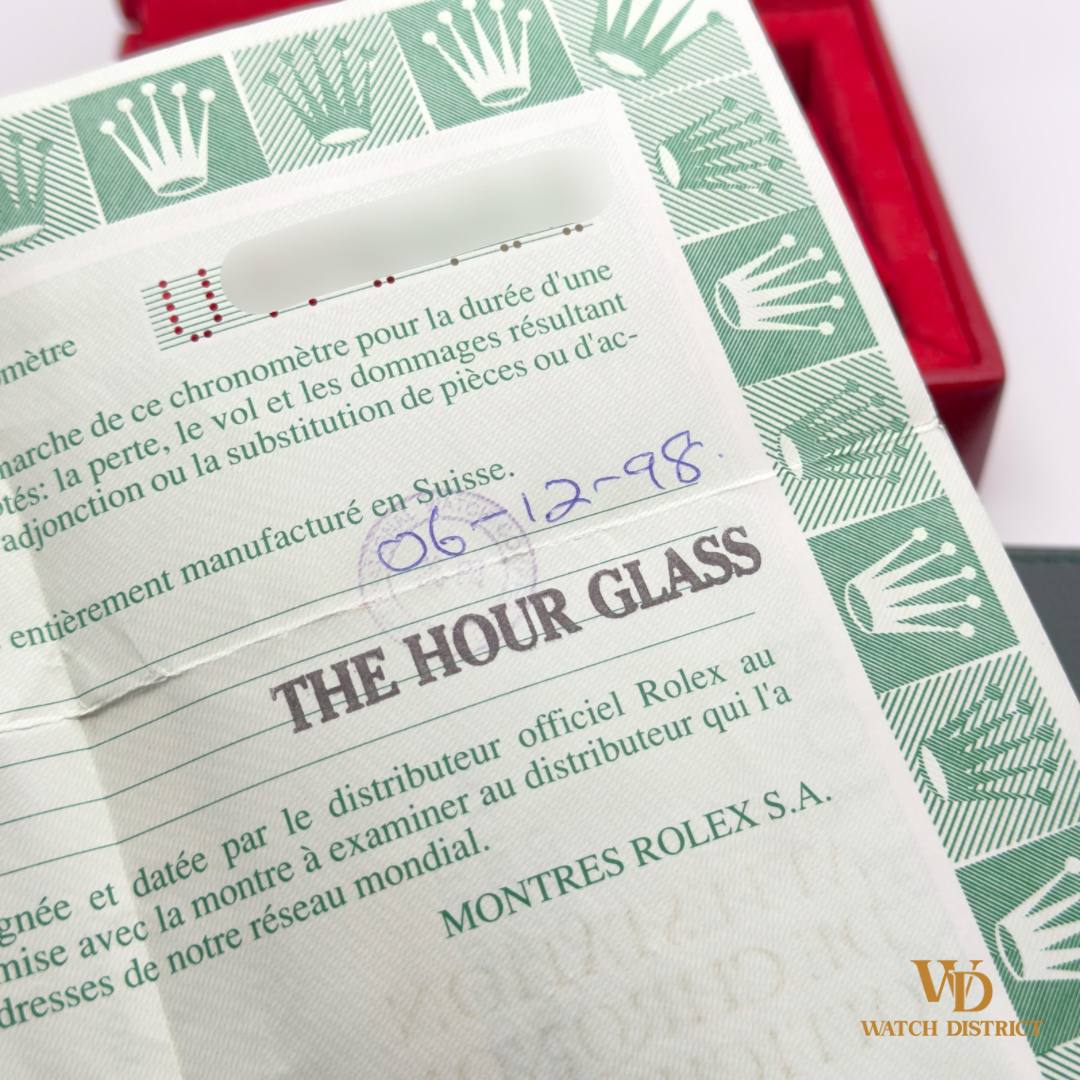 U
mètre
marche de ce chronomètre pour la durée d'une
tés: la perte, le vol et les dommages résultant
adjonction ou la substitution de pièces ou d'ac-
entièrement manufacturé en Suisse.
06-12-98.
THE HOUR GLASS
gnée et datée par le distributeur officiel Rolex au
mise avec la montre à examiner au distributeur qui l'a
dresses de notre réseau mondial.
MONTRES ROLEX S.A.
WD
WATCH DISTRICT